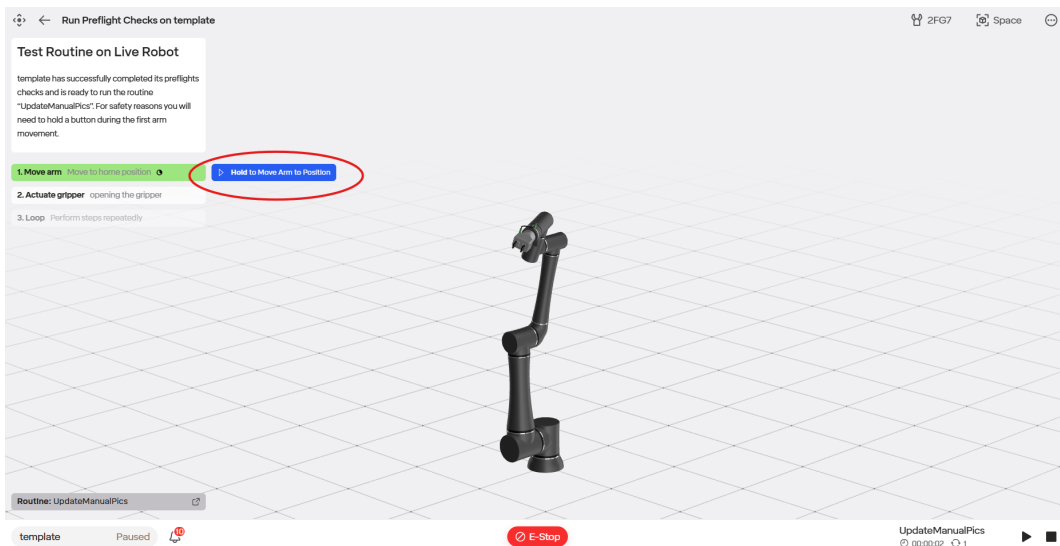 Run Preflight Checks on template
2FG7
Space
Test Routine on Live Robot
template has successfully completed its preflights
checks and is ready to run the routine
"UpdateManualPics". For safety reasons you will
need to hold a button during the first arm
movement.
1. Move arm Move to home position
Hold to Move Arm to Position
2. Actuate gripper opening the gripper
3. Loop Perform steps repeatedly
Routine: UpdateManualPics
template Paused 10
E-Stop
UpdateManualPics
00:00:02 1